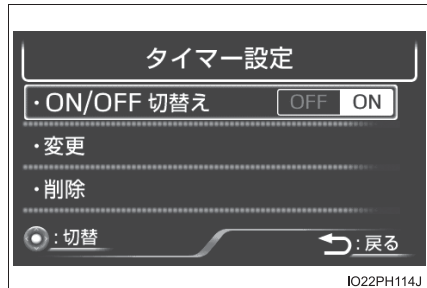 タイマー設定
・ON/OFF 切替え OFF ON
・変更
・削除
:切替 :戻る
IO22PH114J